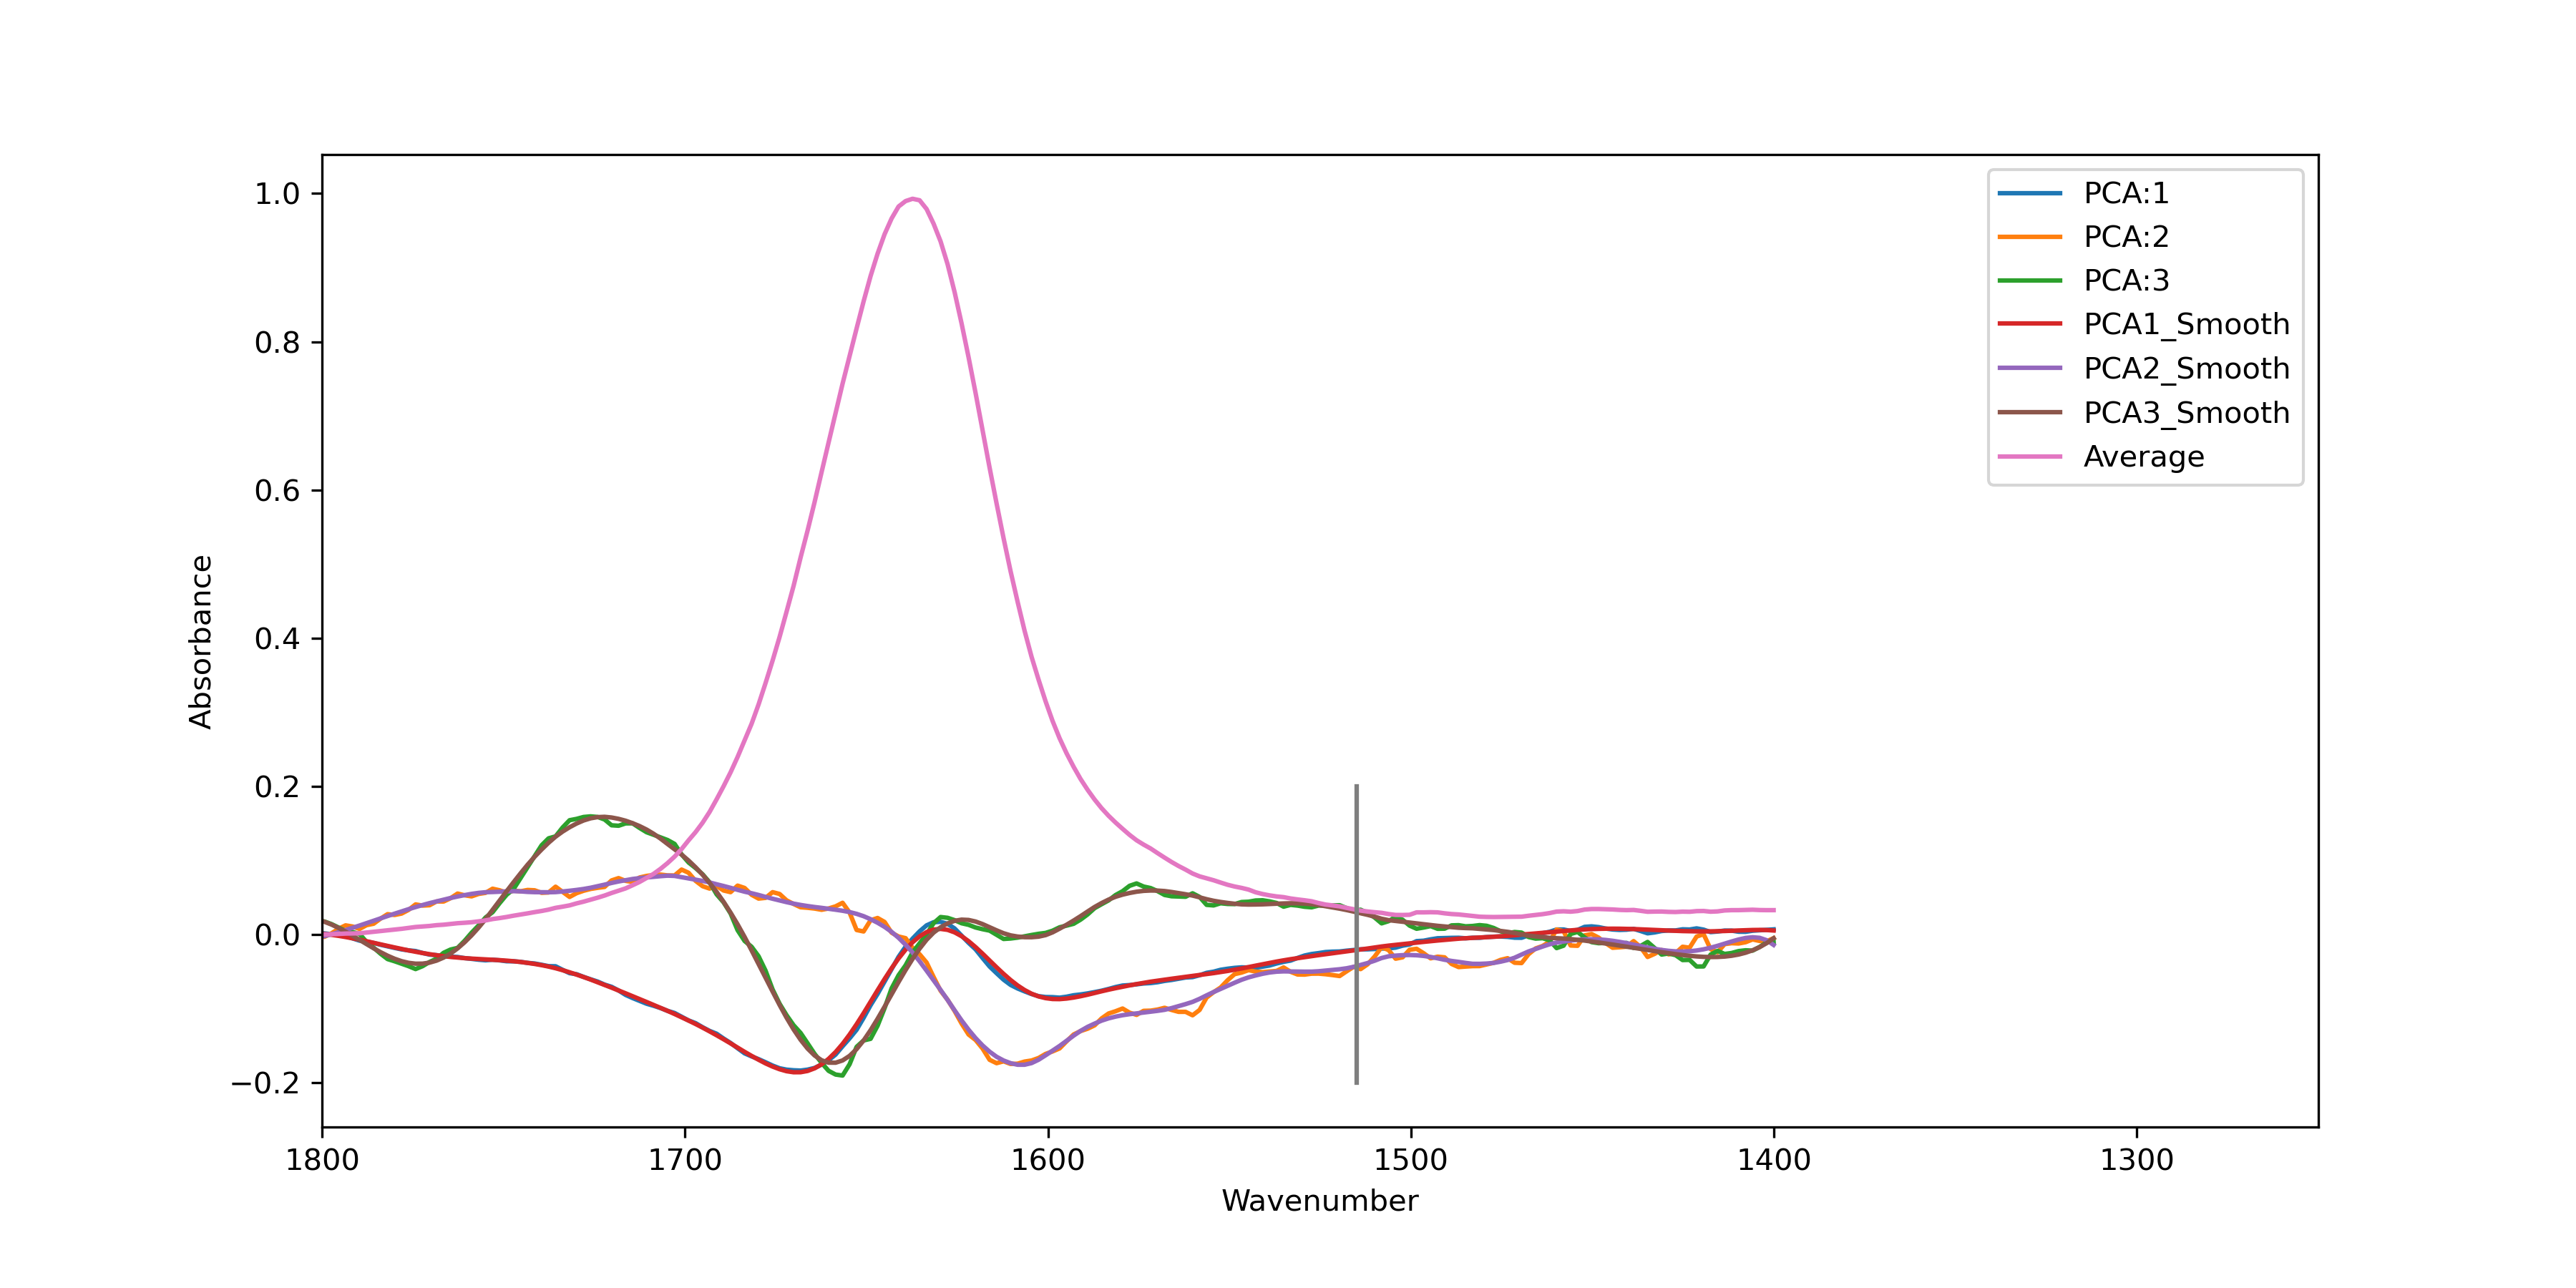 1.0
0.8
0.6
0.4
0.2
0.0
−0.2
Absorbance
1800
1700
1600
1500
1400
1300
Wavenumber
PCA:1
PCA:2
PCA:3
PCA1_Smooth
PCA2_Smooth
PCA3_Smooth
Average